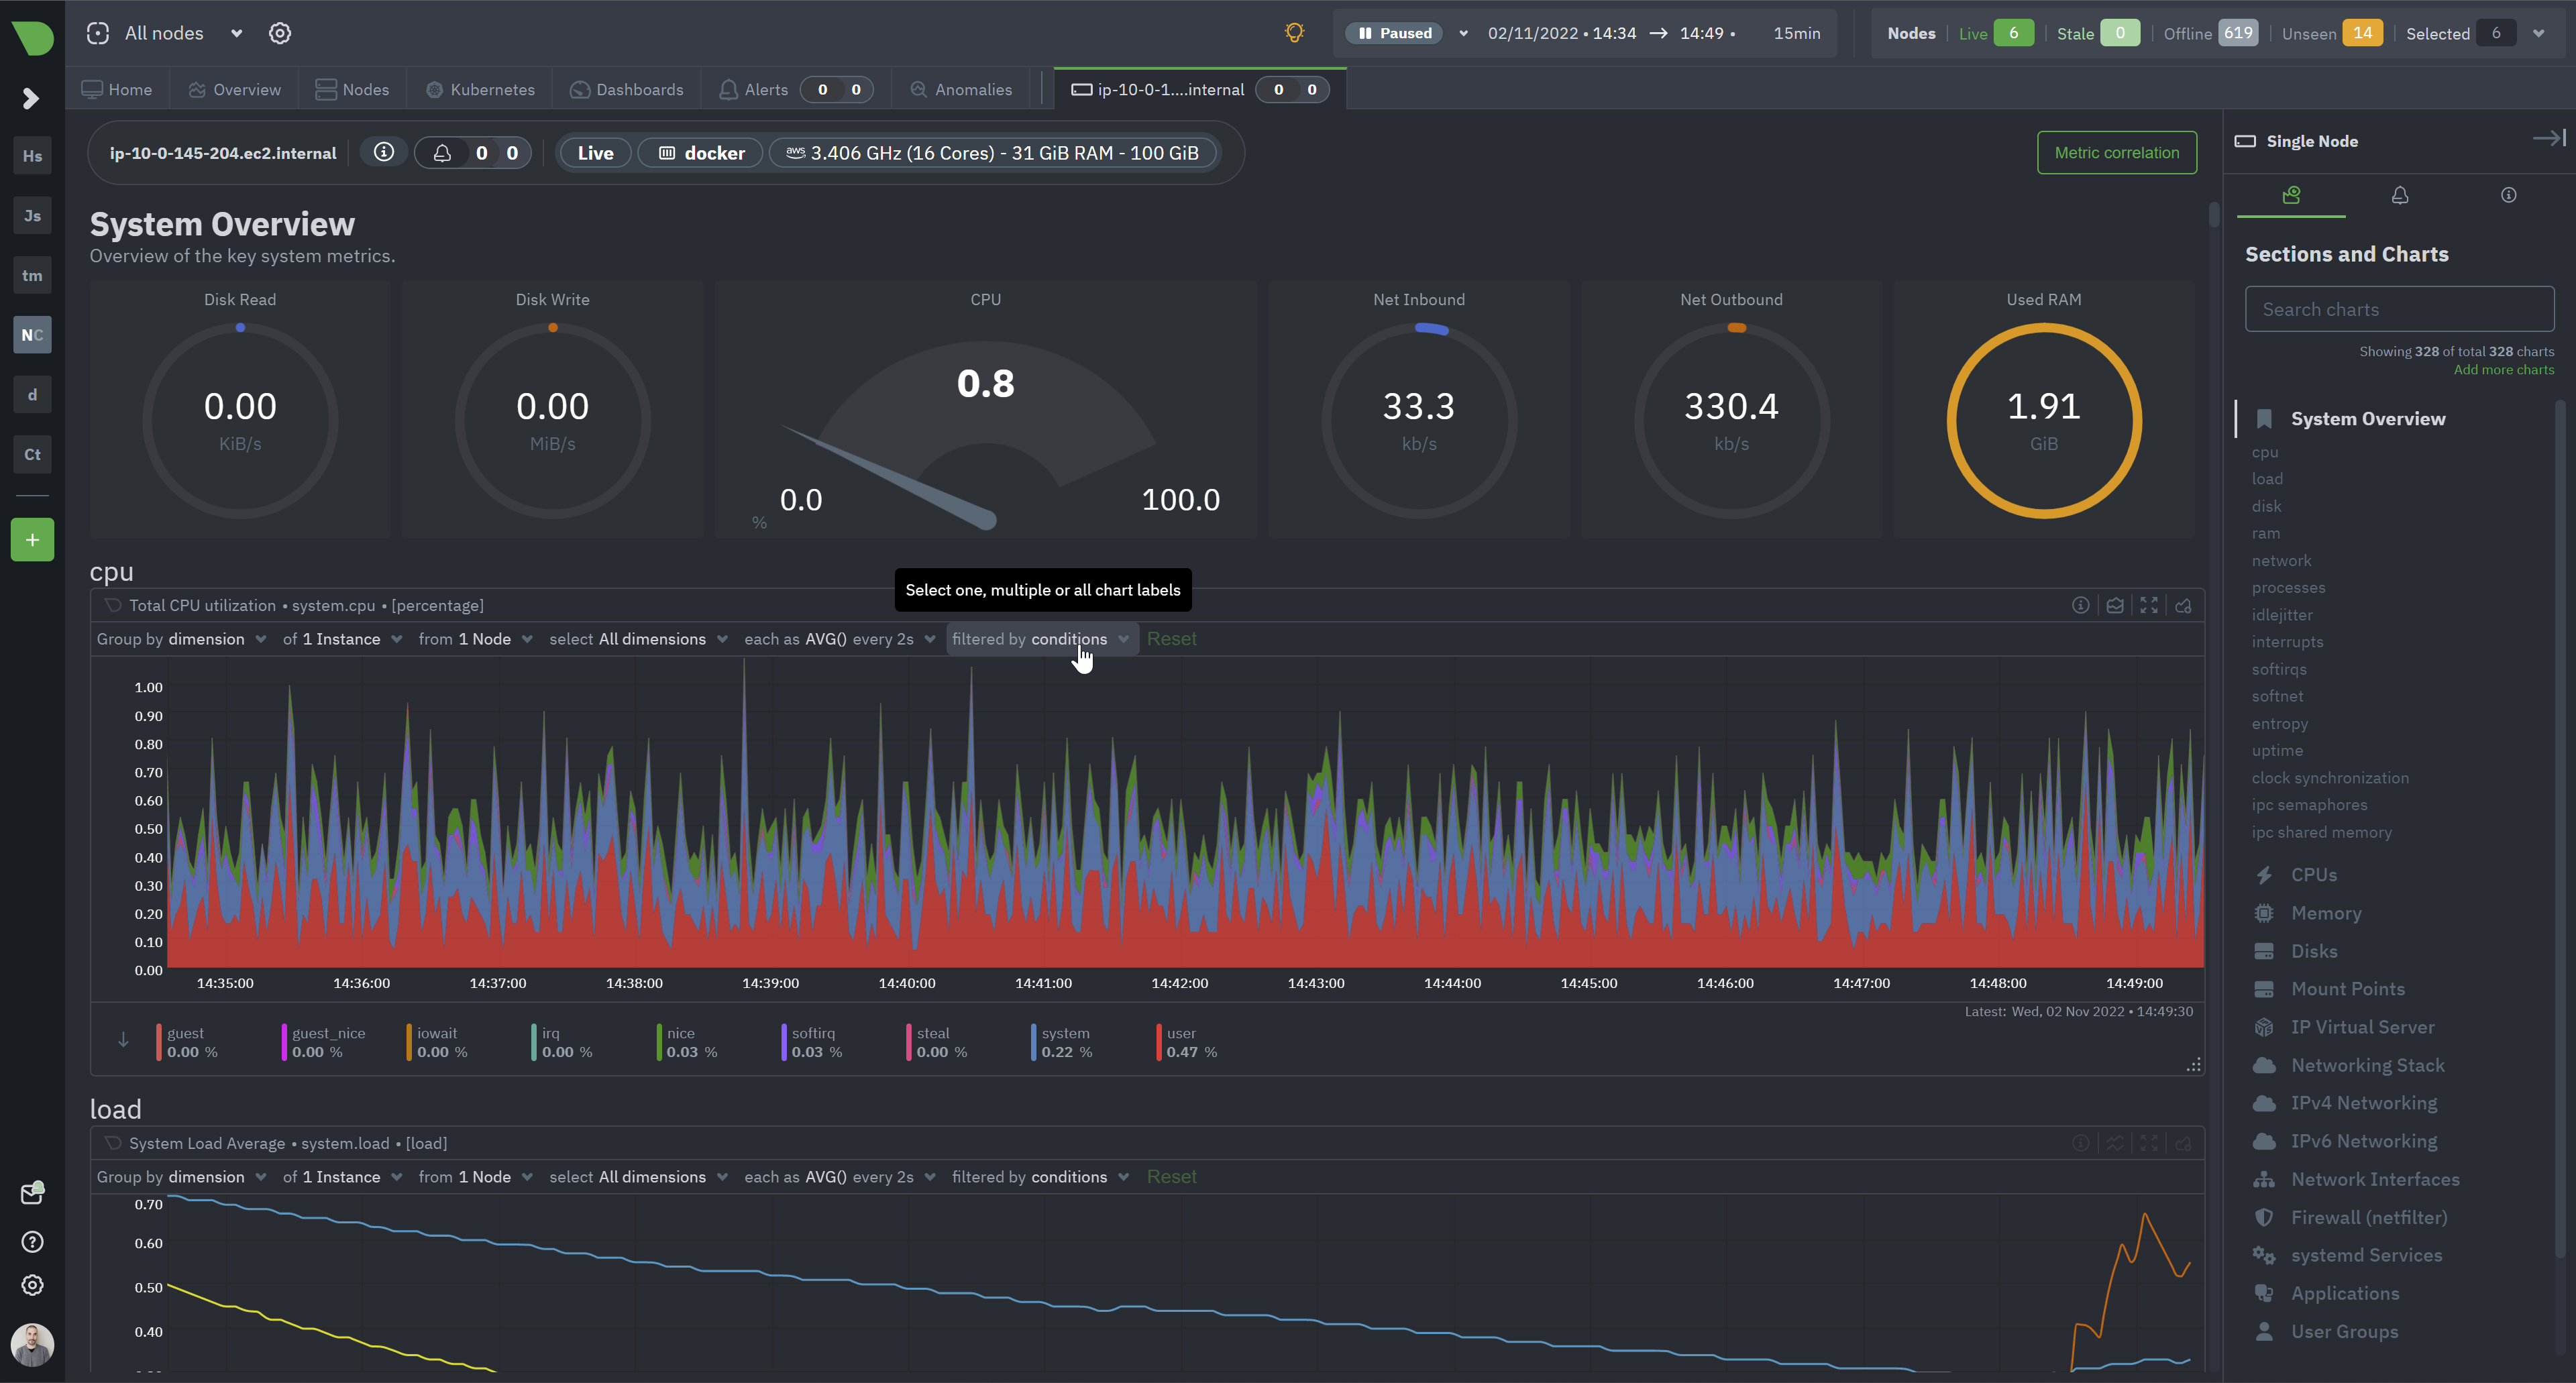 All nodes
Paused 02/11/2022 • 14:34 → 14:49 • 15min
Nodes Live 6 Stale 0 Offline 619 Unseen 14 Selected 6
Home Overview Nodes Kubernetes Dashboards Alerts 0 0 Anomalies ip-10-0-1....internal 0 0
Hs
Js
tm
NC
d
Ct
+
ip-10-0-145-204.ec2.internal 0 0 Live docker aws 3.406 GHz (16 Cores) - 31 GiB RAM - 100 GiB
Metric correlation
System Overview
Overview of the key system metrics.
Disk Read
0.00
KiB/s
Disk Write
0.00
MiB/s
CPU
0.8
0.0 100.0
%
Net Inbound
33.3
kb/s
Net Outbound
330.4
kb/s
Used RAM
1.91
GiB
cpu
Select one, multiple or all chart labels
Total CPU utilization • system.cpu • [percentage]
Group by dimension of 1 Instance from 1 Node select All dimensions each as AVG() every 2s filtered by conditions Reset
1.00
0.90
0.80
0.70
0.60
0.50
0.40
0.30
0.20
0.10
0.00
14:35:00 14:36:00 14:37:00 14:38:00 14:39:00 14:40:00 14:41:00 14:42:00 14:43:00 14:44:00 14:45:00 14:46:00 14:47:00 14:48:00 14:49:00
Latest: Wed, 02 Nov 2022 • 14:49:30
guest guest_nice iowait irq nice softirq steal system user
0.00 % 0.00 % 0.00 % 0.00 % 0.03 % 0.03 % 0.00 % 0.22 % 0.47 %
load
System Load Average • system.load • [load]
Group by dimension of 1 Instance from 1 Node select All dimensions each as AVG() every 2s filtered by conditions Reset
0.70
0.60
0.50
0.40
Single Node
Sections and Charts
Search charts
Showing 328 of total 328 charts
Add more charts
System Overview
cpu
load
disk
ram
network
processes
idlejitter
interrupts
softirqs
softnet
entropy
uptime
clock synchronization
ipc semaphores
ipc shared memory
CPUs
Memory
Disks
Mount Points
IP Virtual Server
Networking Stack
IPv4 Networking
IPv6 Networking
Network Interfaces
Firewall (netfilter)
systemd Services
Applications
User Groups